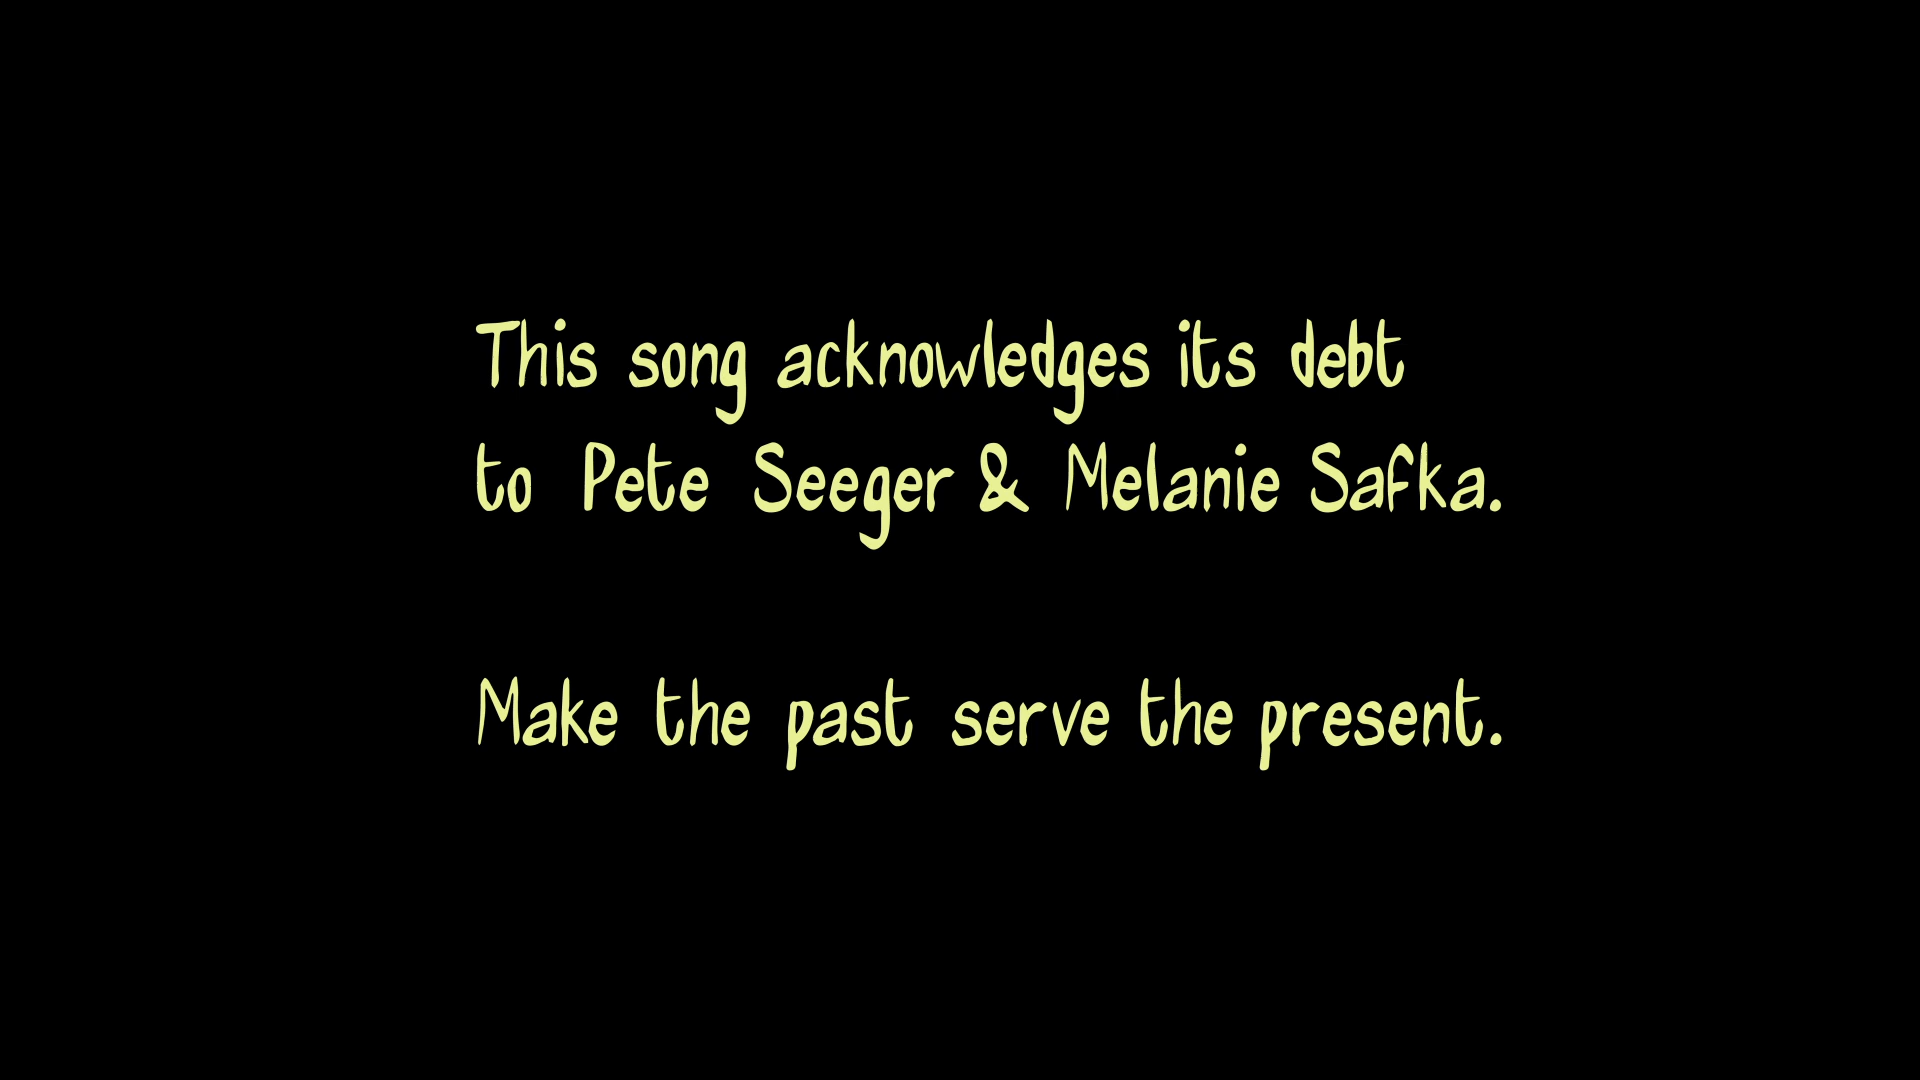 This song acknowledges its debt
to Pete Seeger & Melanie Safka.
Make the past serve the present.